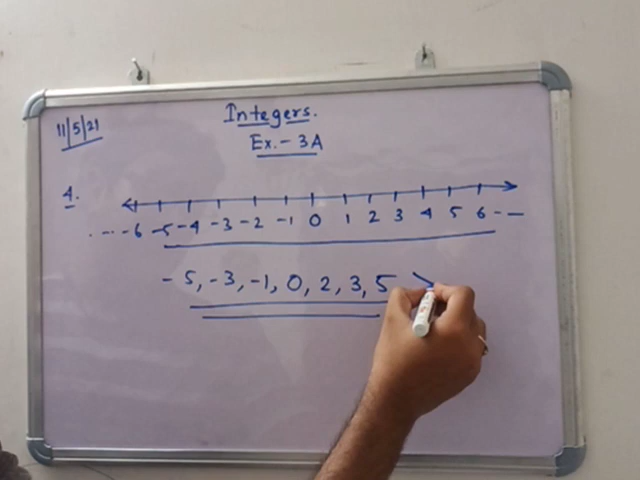 Integers.
11/5/21
Ex.- 3A
4.
...-6 -5 -4 -3 -2 -1 0 1 2 3 4 5 6 --
-5, -3, -1, 0, 2, 3, 5 >